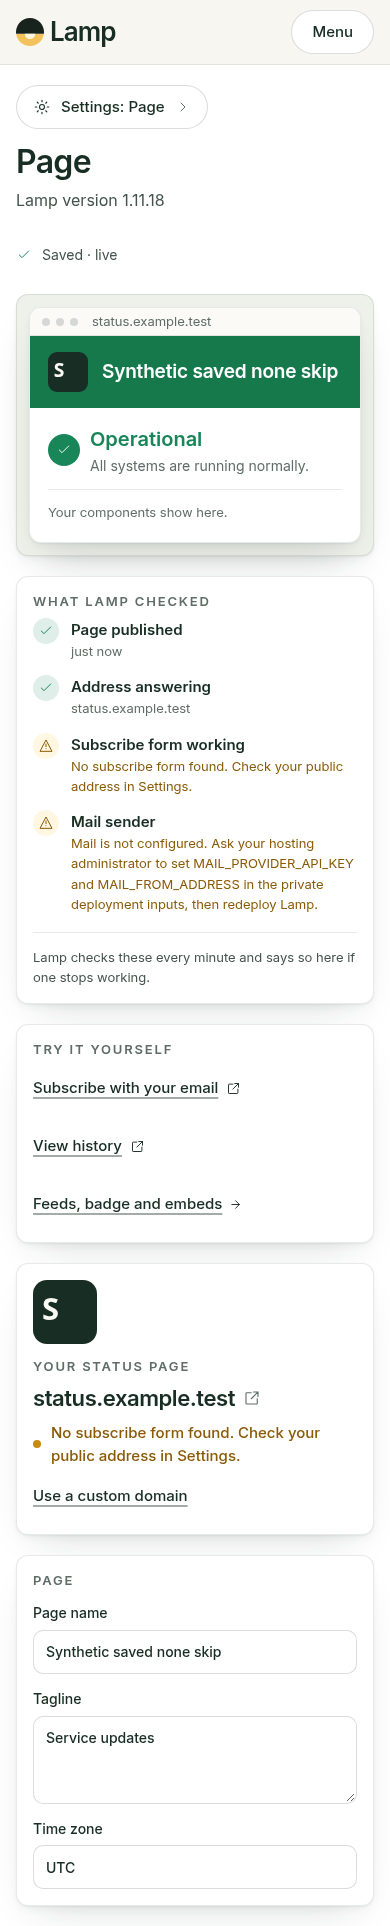 Lamp
Menu
Settings: Page
Page
Lamp version 1.11.18
Saved · live
status.example.test
S
Synthetic saved none skip
Operational
All systems are running normally.
Your components show here.
WHAT LAMP CHECKED
Page published
just now
Address answering
status.example.test
Subscribe form working
No subscribe form found. Check your public
address in Settings.
Mail sender
Mail is not configured. Ask your hosting
administrator to set MAIL_PROVIDER_API_KEY
and MAIL_FROM_ADDRESS in the private
deployment inputs, then redeploy Lamp.
Lamp checks these every minute and says so here if
one stops working.
TRY IT YOURSELF
Subscribe with your email
View history
Feeds, badge and embeds
S
YOUR STATUS PAGE
status.example.test
No subscribe form found. Check your
public address in Settings.
Use a custom domain
PAGE
Page name
Synthetic saved none skip
Tagline
Service updates
Time zone
UTC